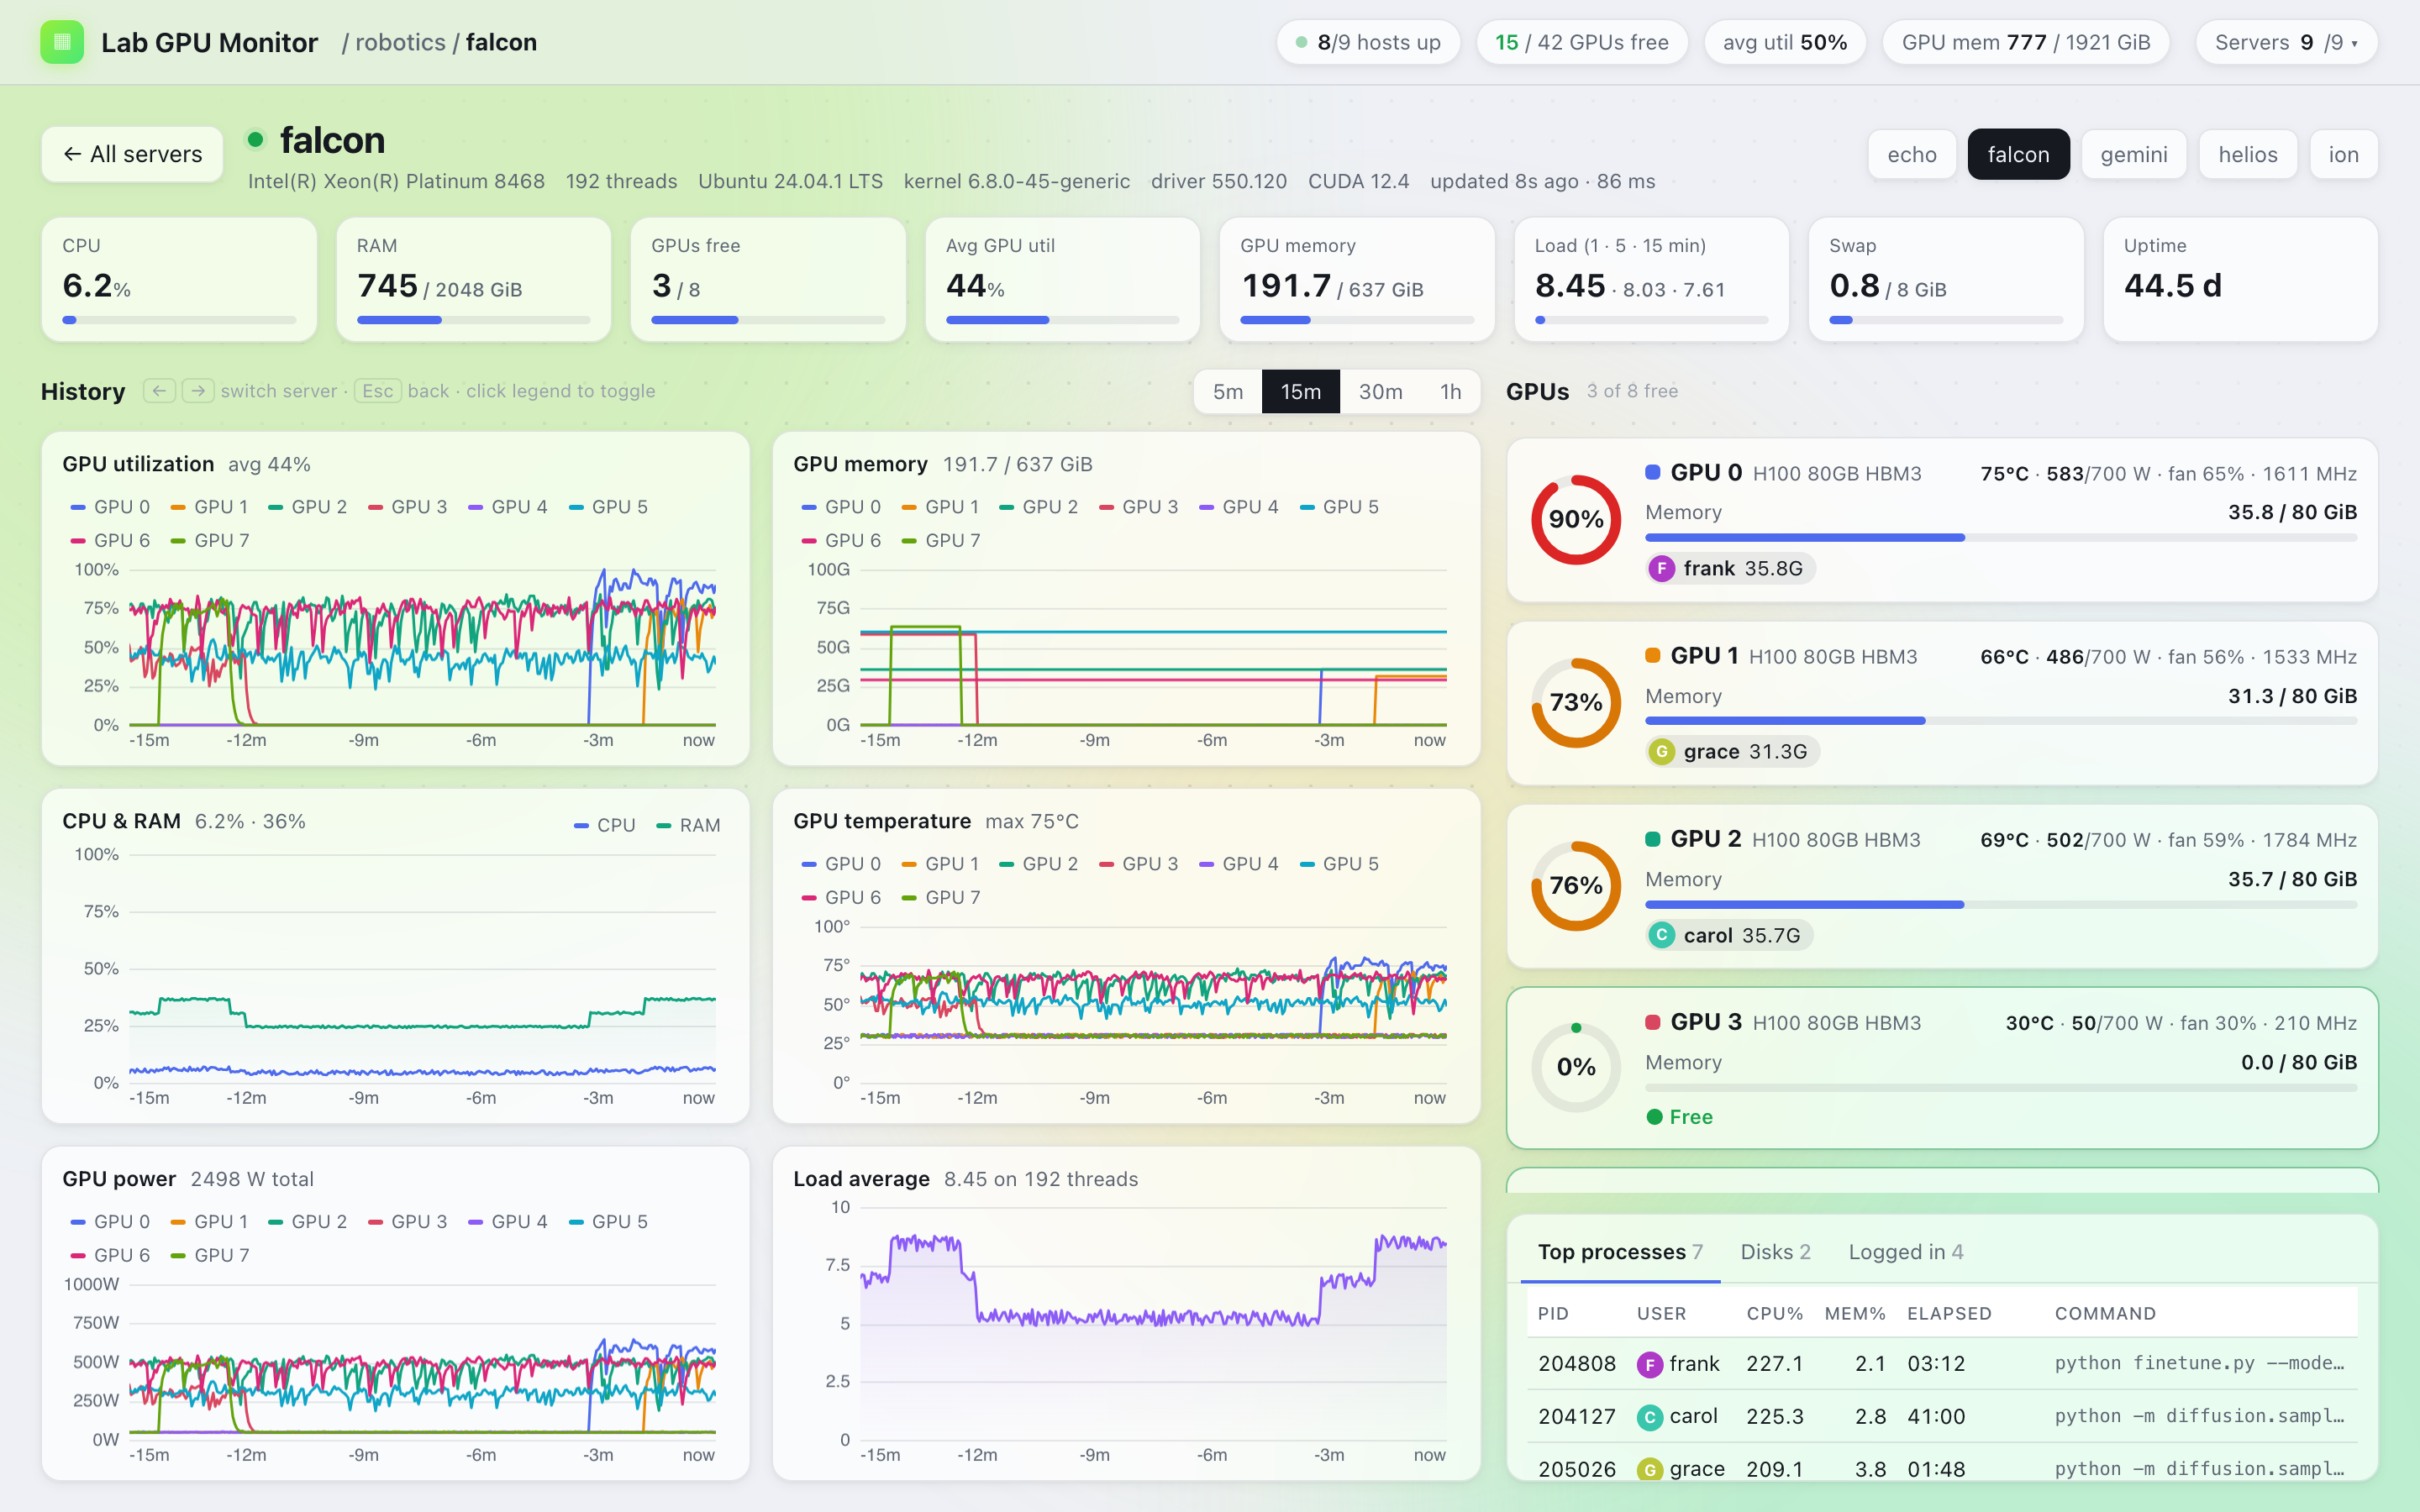 Lab GPU Monitor / robotics / falcon
8/9 hosts up
15 / 42 GPUs free
avg util 50%
GPU mem 777 / 1921 GiB
Servers 9 /9 ▾
← All servers
falcon
Intel(R) Xeon(R) Platinum 8468 192 threads Ubuntu 24.04.1 LTS kernel 6.8.0-45-generic driver 550.120 CUDA 12.4 updated 8s ago · 86 ms
echo falcon gemini helios ion
CPU
6.2%
RAM
745 / 2048 GiB
GPUs free
3 / 8
Avg GPU util
44%
GPU memory
191.7 / 637 GiB
Load (1 · 5 · 15 min)
8.45 · 8.03 · 7.61
Swap
0.8 / 8 GiB
Uptime
44.5 d
History ← → switch server · Esc back · click legend to toggle
5m 15m 30m 1h
GPU utilization avg 44%
GPU 0 GPU 1 GPU 2 GPU 3 GPU 4 GPU 5
GPU 6 GPU 7
100%
75%
50%
25%
0%
-15m -12m -9m -6m -3m now
GPU memory 191.7 / 637 GiB
GPU 0 GPU 1 GPU 2 GPU 3 GPU 4 GPU 5
GPU 6 GPU 7
100G
75G
50G
25G
0G
-15m -12m -9m -6m -3m now
CPU & RAM 6.2% · 36%
CPU RAM
100%
75%
50%
25%
0%
-15m -12m -9m -6m -3m now
GPU temperature max 75°C
GPU 0 GPU 1 GPU 2 GPU 3 GPU 4 GPU 5
GPU 6 GPU 7
100°
75°
50°
25°
0°
-15m -12m -9m -6m -3m now
GPU power 2498 W total
GPU 0 GPU 1 GPU 2 GPU 3 GPU 4 GPU 5
GPU 6 GPU 7
1000W
750W
500W
250W
0W
-15m -12m -9m -6m -3m now
Load average 8.45 on 192 threads
10
7.5
5
2.5
0
-15m -12m -9m -6m -3m now
GPUs 3 of 8 free
90%
GPU 0 H100 80GB HBM3 75°C · 583/700 W · fan 65% · 1611 MHz
Memory 35.8 / 80 GiB
F frank 35.8G
73%
GPU 1 H100 80GB HBM3 66°C · 486/700 W · fan 56% · 1533 MHz
Memory 31.3 / 80 GiB
G grace 31.3G
76%
GPU 2 H100 80GB HBM3 69°C · 502/700 W · fan 59% · 1784 MHz
Memory 35.7 / 80 GiB
C carol 35.7G
0%
GPU 3 H100 80GB HBM3 30°C · 50/700 W · fan 30% · 210 MHz
Memory 0.0 / 80 GiB
Free
Top processes 7 Disks 2 Logged in 4
PID USER CPU% MEM% ELAPSED COMMAND
204808 F frank 227.1 2.1 03:12 python finetune.py --mode…
204127 C carol 225.3 2.8 41:00 python -m diffusion.sampl…
205026 G grace 209.1 3.8 01:48 python -m diffusion.sampl…